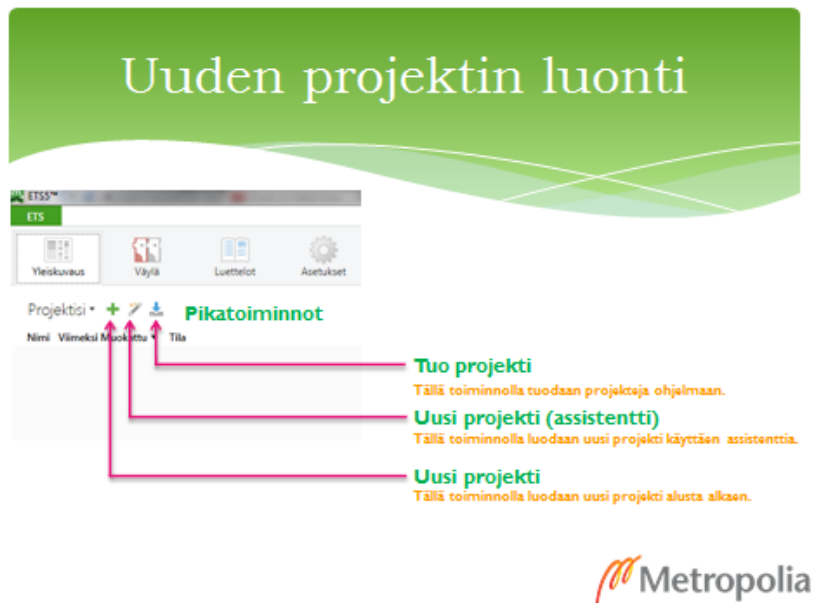 Uuden projektin luonti
ETS5™
ETS
Yleiskuvaus Väylä Luettelot Asetukset
Projektisi Pikatoiminnot
Nimi Viimeksi Muokattu Tila
Tuo projekti
Tällä toiminnolla tuodaan projekteja ohjelmaan.
Uusi projekti (assistentti)
Tällä toiminnolla luodaan uusi projekti käyttäen assistenttia.
Uusi projekti
Tällä toiminnolla luodaan uusi projekti alusta alkaen.
Metropolia